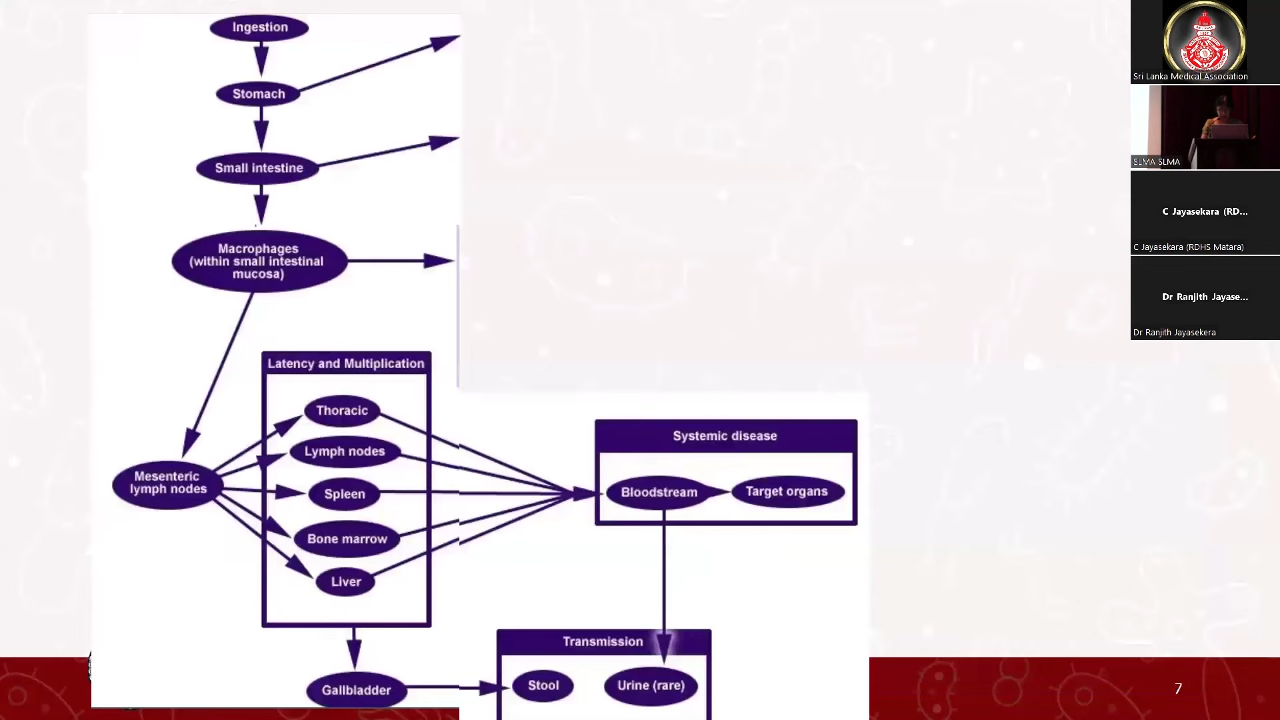 Ingestion
Stomach
Small intestine
Macrophages
(within small intestinal
mucosa)
Latency and Multiplication
Thoracic
Lymph nodes
Spleen
Bone marrow
Liver
Mesenteric
lymph nodes
Systemic disease
Bloodstream
Target organs
Transmission
Stool
Urine (rare)
Gallbladder
7
Sri Lanka Medical Association
SLMA SLMA
C Jayasekara (RD...
C Jayasekara (RDHS Matara)
Dr Ranjith Jayase...
Dr Ranjith Jayasekera